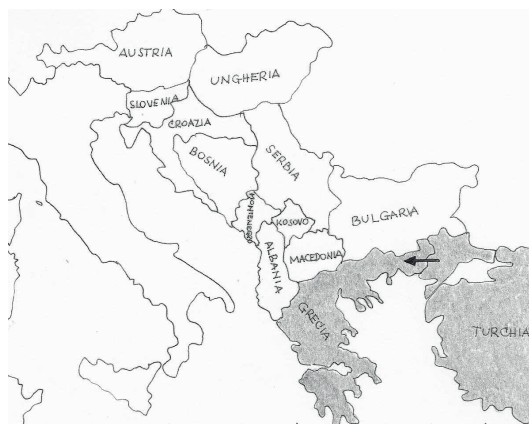 AUSTRIA
UNGHERIA
SLOVENIA
CROAZIA
BOSNIA
SERBIA
MONTENEGRO
KOSOVO
BULGARIA
ALBANIA
MACEDONIA
GRECIA
TURCHIA